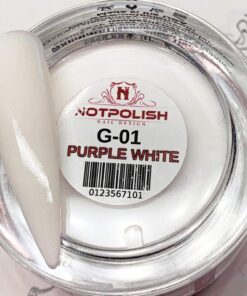 N
NOTPOLISH
NAIL DESIGN
G-01
PURPLE WHITE
0123567101